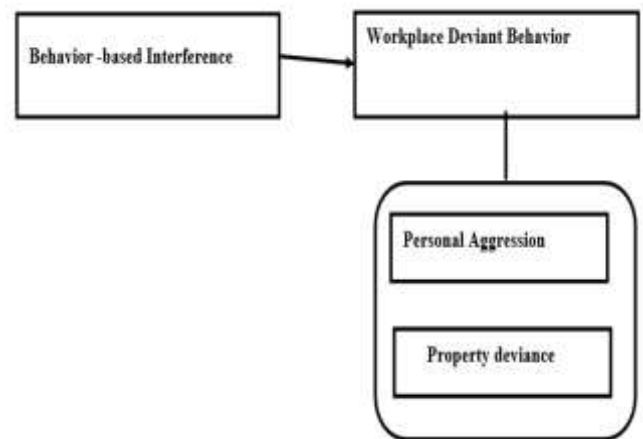 Behavior -based Interference
Workplace Deviant Behavior
Personal Aggression
Property deviance